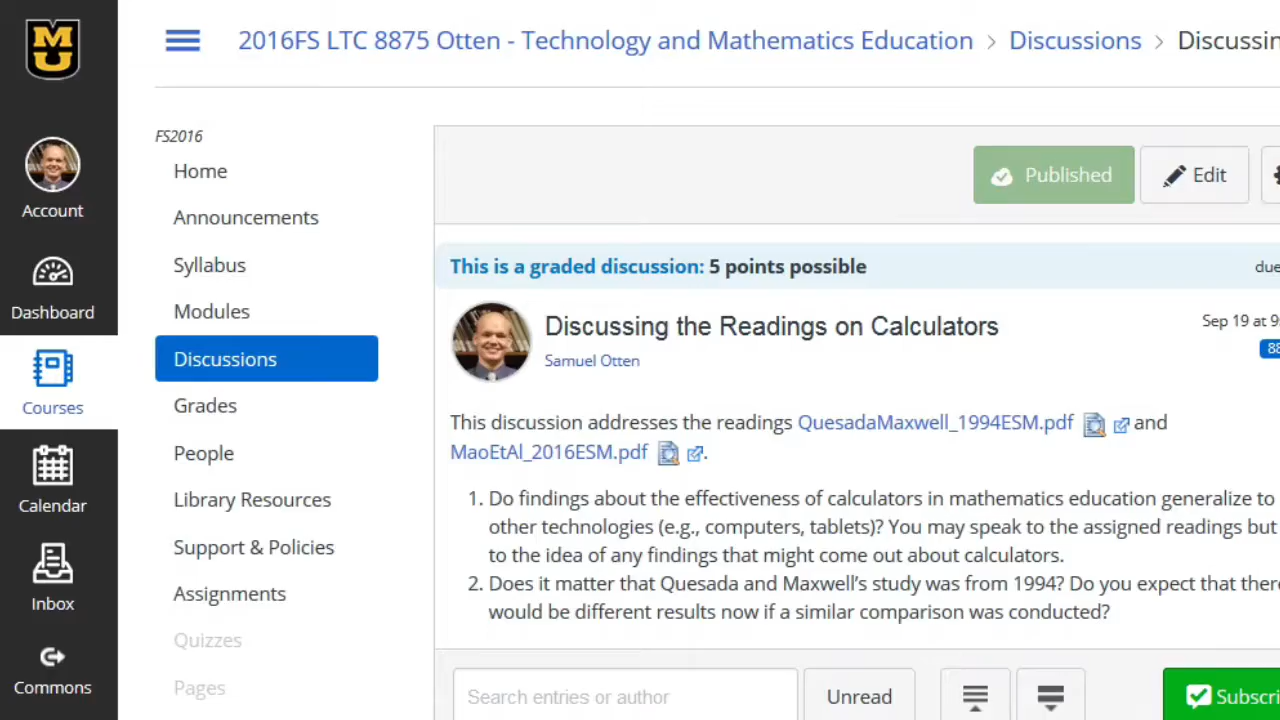 MU
2016FS LTC 8875 Otten - Technology and Mathematics Education > Discussions >
FS2016
Home
Announcements
Syllabus
Modules
Discussions
Grades
People
Library Resources
Support & Policies
Assignments
Quizzes
Pages
Account
Dashboard
Courses
Calendar
Inbox
Commons
Published
Edit
This is a graded discussion: 5 points possible
due
Discussing the Readings on Calculators
Sep 19 at
Samuel Otten
This discussion addresses the readings QuesadaMaxwell_1994ESM.pdf and
MaoEtAl_2016ESM.pdf.
1. Do findings about the effectiveness of calculators in mathematics education generalize to
other technologies (e.g., computers, tablets)? You may speak to the assigned readings but
to the idea of any findings that might come out about calculators.
2. Does it matter that Quesada and Maxwell's study was from 1994? Do you expect that
would be different results now if a similar comparison was conducted?
Search entries or author
Unread